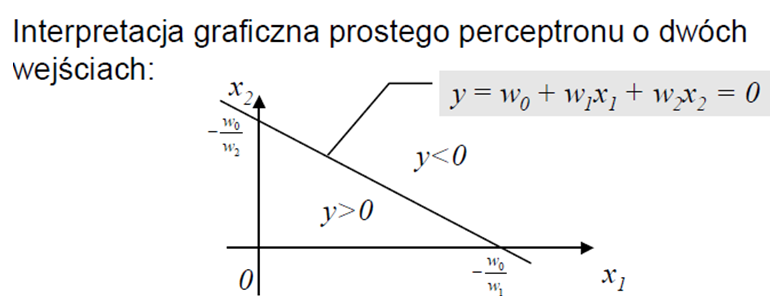 Interpretacja graficzna prostego perceptronu o dwóch
wejściach:
x₂
y = w₀ + w₁x₁ + w₂x₂ = 0
-w₀/w₂
y<0
y>0
0
-w₀/w₁
x₁